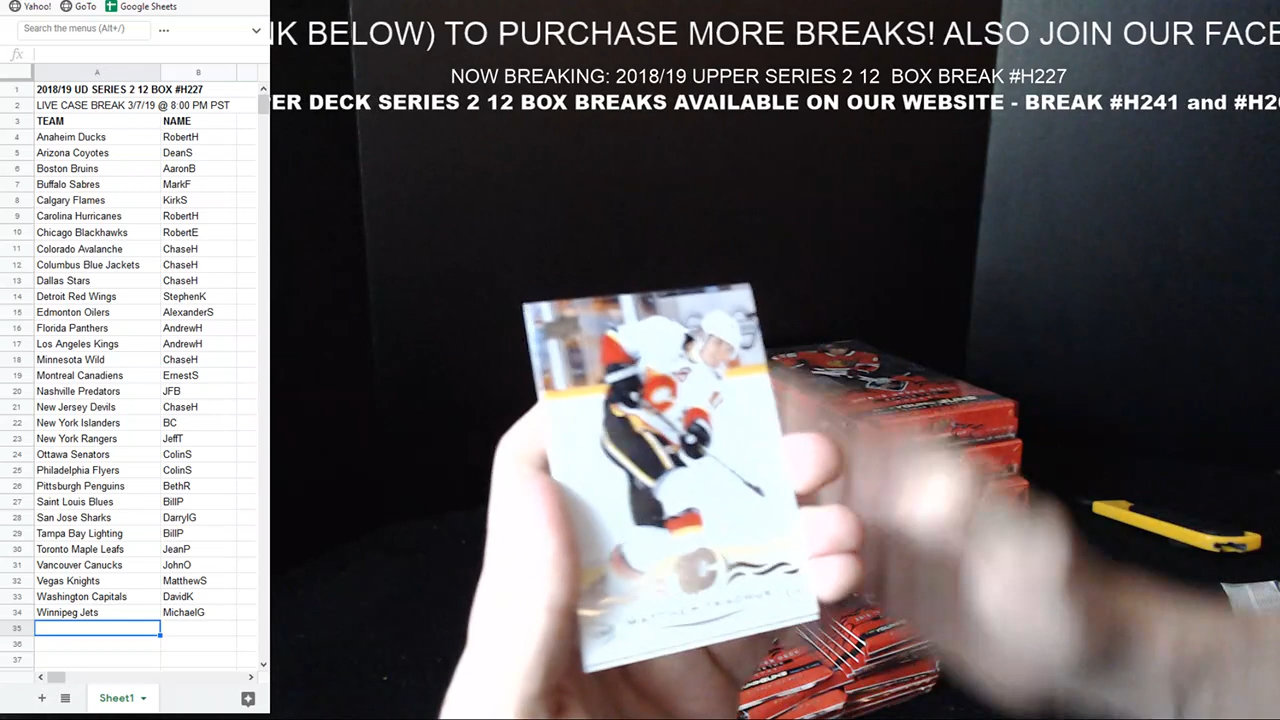 Yahoo! GoTo Google Sheets
Search the menus (Alt+/)
fx
A B
1 2018/19 UD SERIES 2 12 BOX #H227
2 LIVE CASE BREAK 3/7/19 @ 8:00 PM PST
3 TEAM NAME
4 Anaheim Ducks RobertH
5 Arizona Coyotes DeanS
6 Boston Bruins AaronB
7 Buffalo Sabres MarkF
8 Calgary Flames KirkS
9 Carolina Hurricanes RobertH
10 Chicago Blackhawks RobertE
11 Colorado Avalanche ChaseH
12 Columbus Blue Jackets ChaseH
13 Dallas Stars ChaseH
14 Detroit Red Wings StephenK
15 Edmonton Oilers AlexanderS
16 Florida Panthers AndrewH
17 Los Angeles Kings AndrewH
18 Minnesota Wild ChaseH
19 Montreal Canadiens ErnestS
20 Nashville Predators JFB
21 New Jersey Devils ChaseH
22 New York Islanders BC
23 New York Rangers JeffT
24 Ottawa Senators ColinS
25 Philadelphia Flyers ColinS
26 Pittsburgh Penguins BethR
27 Saint Louis Blues BillP
28 San Jose Sharks DarrylG
29 Tampa Bay Lighting BillP
30 Toronto Maple Leafs JeanP
31 Vancouver Canucks JohnO
32 Vegas Knights MatthewS
33 Washington Capitals DavidK
34 Winnipeg Jets MichaelG
35
36
37
Sheet1
NK BELOW) TO PURCHASE MORE BREAKS! ALSO JOIN OUR FACE
NOW BREAKING: 2018/19 UPPER SERIES 2 12 BOX BREAK #H227
PER DECK SERIES 2 12 BOX BREAKS AVAILABLE ON OUR WEBSITE - BREAK #H241 and #H2